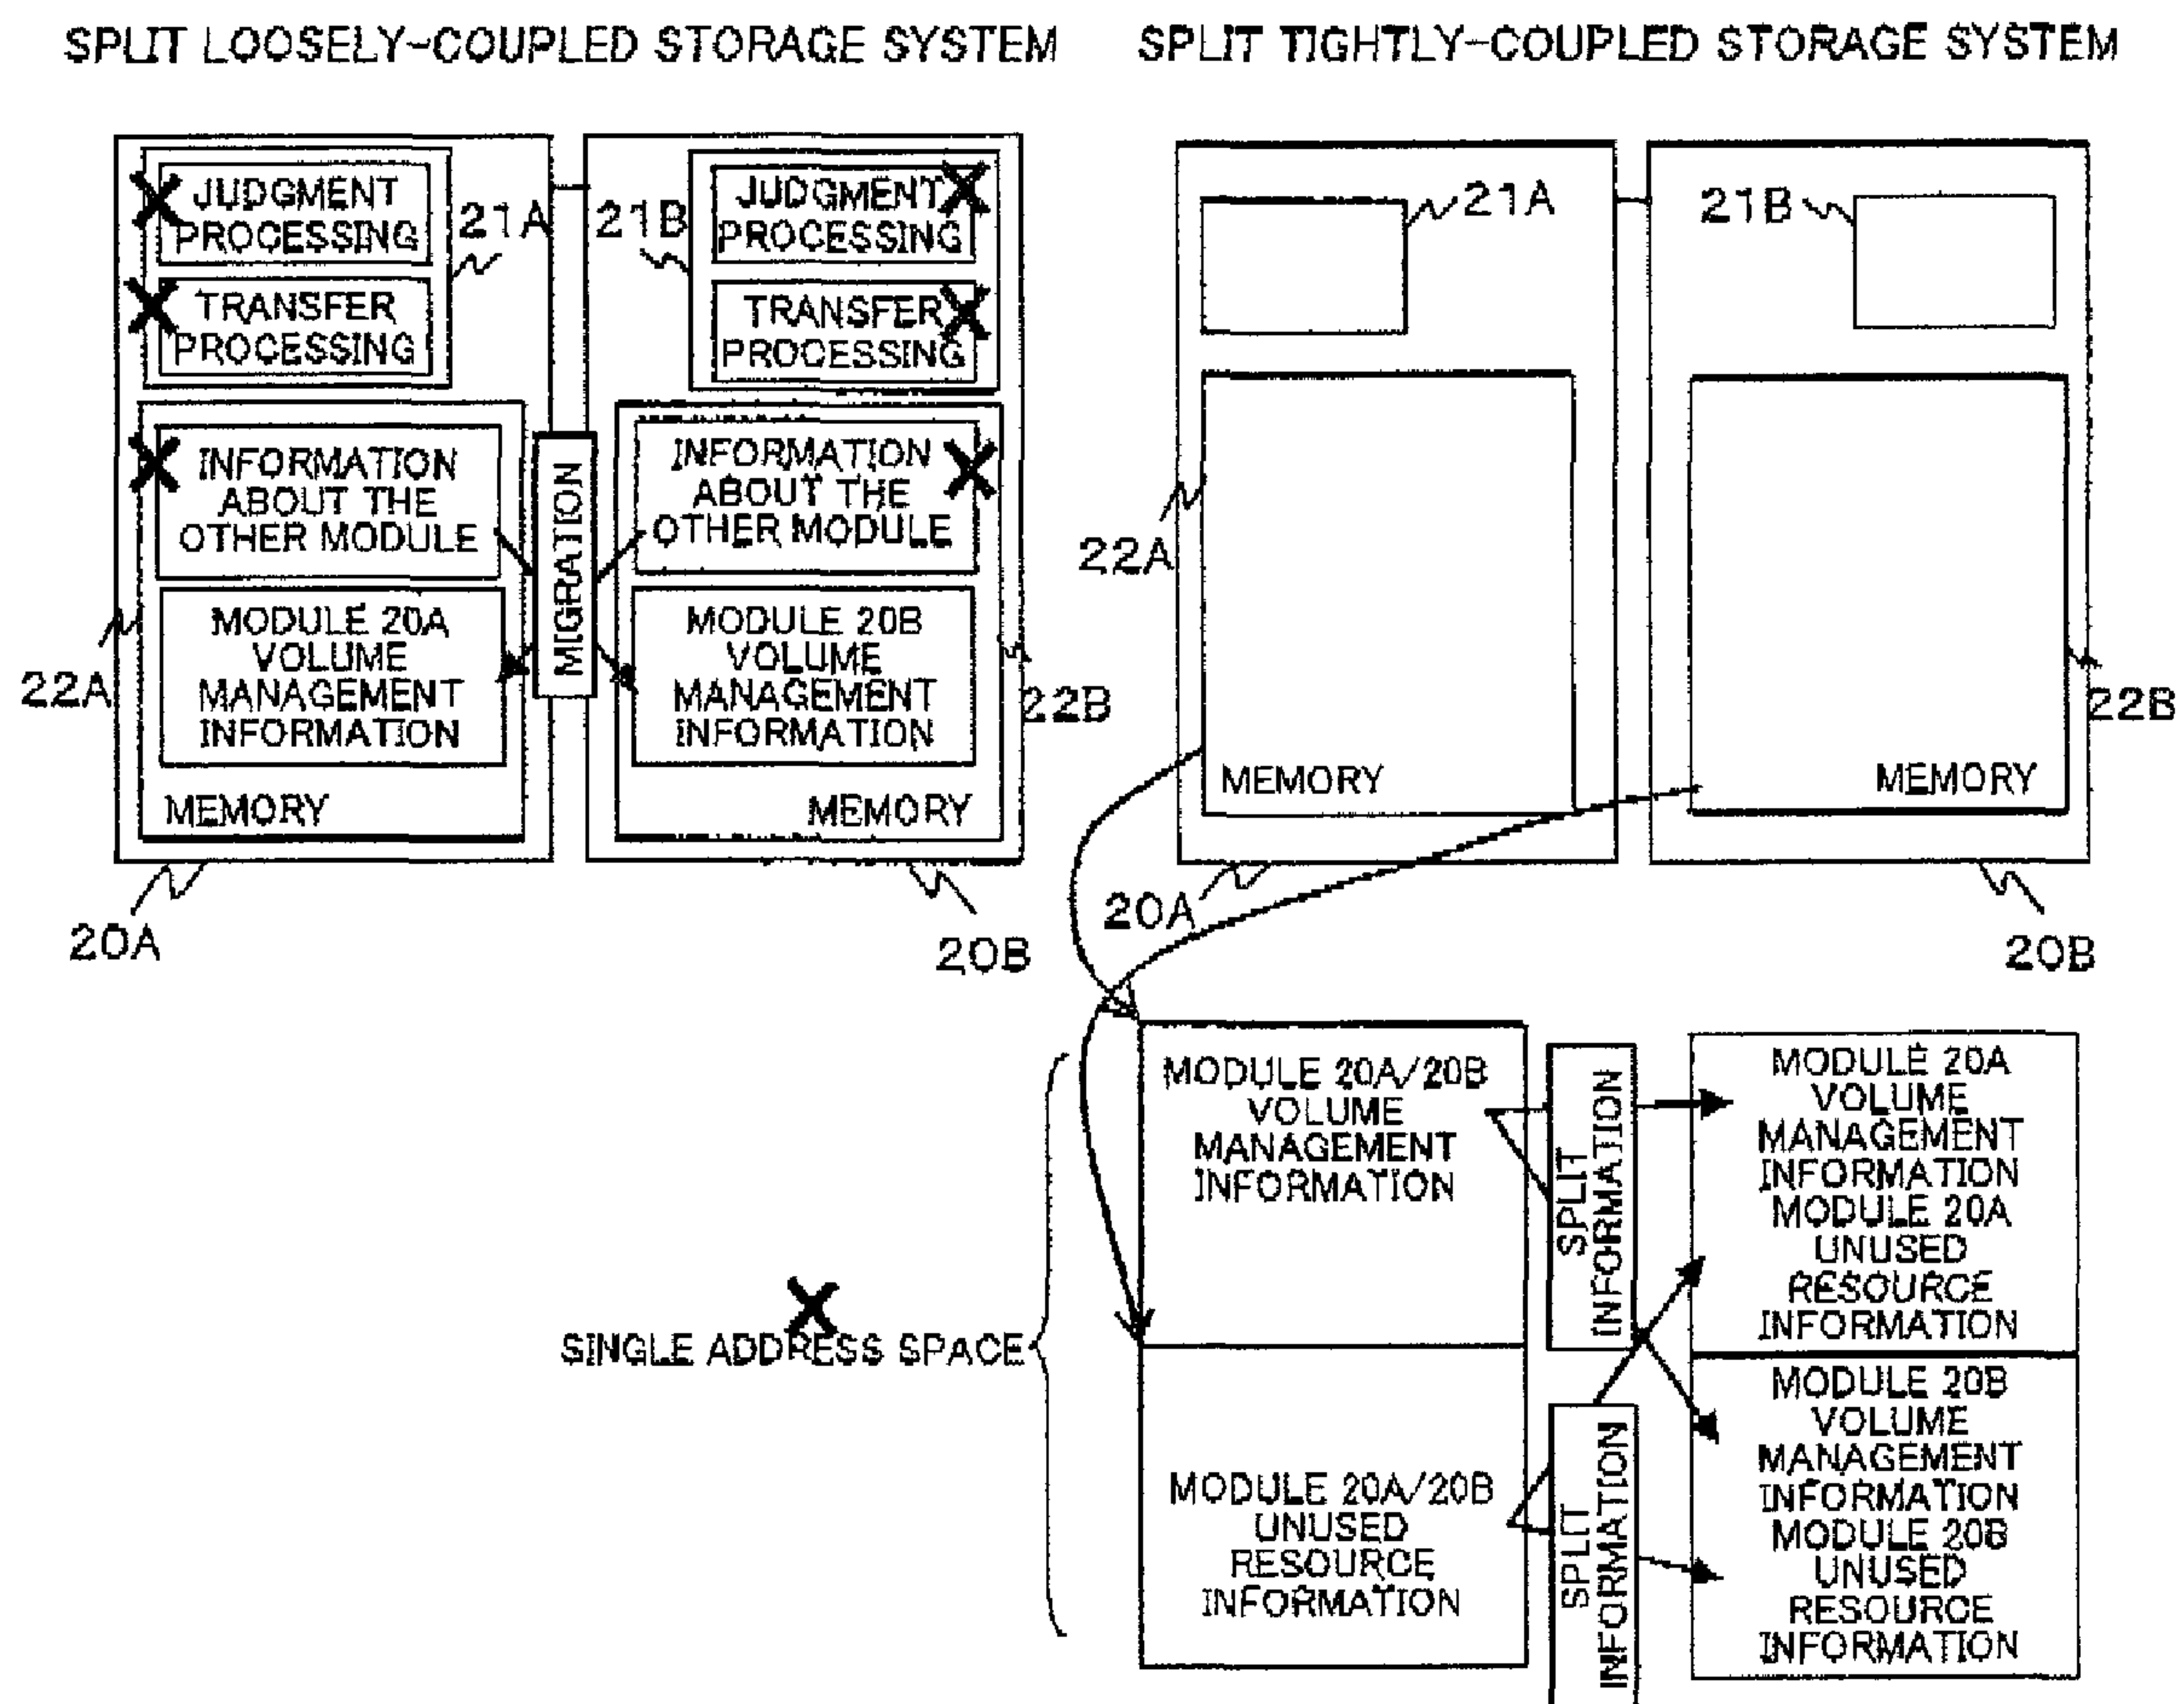 SPLIT LOOSELY-COUPLED STORAGE SYSTEM
JUDGMENT
PROCESSING
TRANSFER
PROCESSING
21A
INFORMATION
ABOUT THE
OTHER MODULE
MODULE 20A
VOLUME
MANAGEMENT
INFORMATION
MEMORY
22A
20A
MIGRATION
21B
JUDGMENT
PROCESSING
TRANSFER
PROCESSING
INFORMATION
ABOUT THE
OTHER MODULE
MODULE 20B
VOLUME
MANAGEMENT
INFORMATION
MEMORY
22B
20B
SPLIT TIGHTLY-COUPLED STORAGE SYSTEM
21A
22A
MEMORY
20A
21B
MEMORY
22B
20B
SINGLE ADDRESS SPACE
MODULE 20A/20B
VOLUME
MANAGEMENT
INFORMATION
MODULE 20A/20B
UNUSED
RESOURCE
INFORMATION
SPLIT
INFORMATION
SPLIT
INFORMATION
MODULE 20A
VOLUME
MANAGEMENT
INFORMATION
MODULE 20A
UNUSED
RESOURCE
INFORMATION
MODULE 20B
VOLUME
MANAGEMENT
INFORMATION
MODULE 20B
UNUSED
RESOURCE
INFORMATION